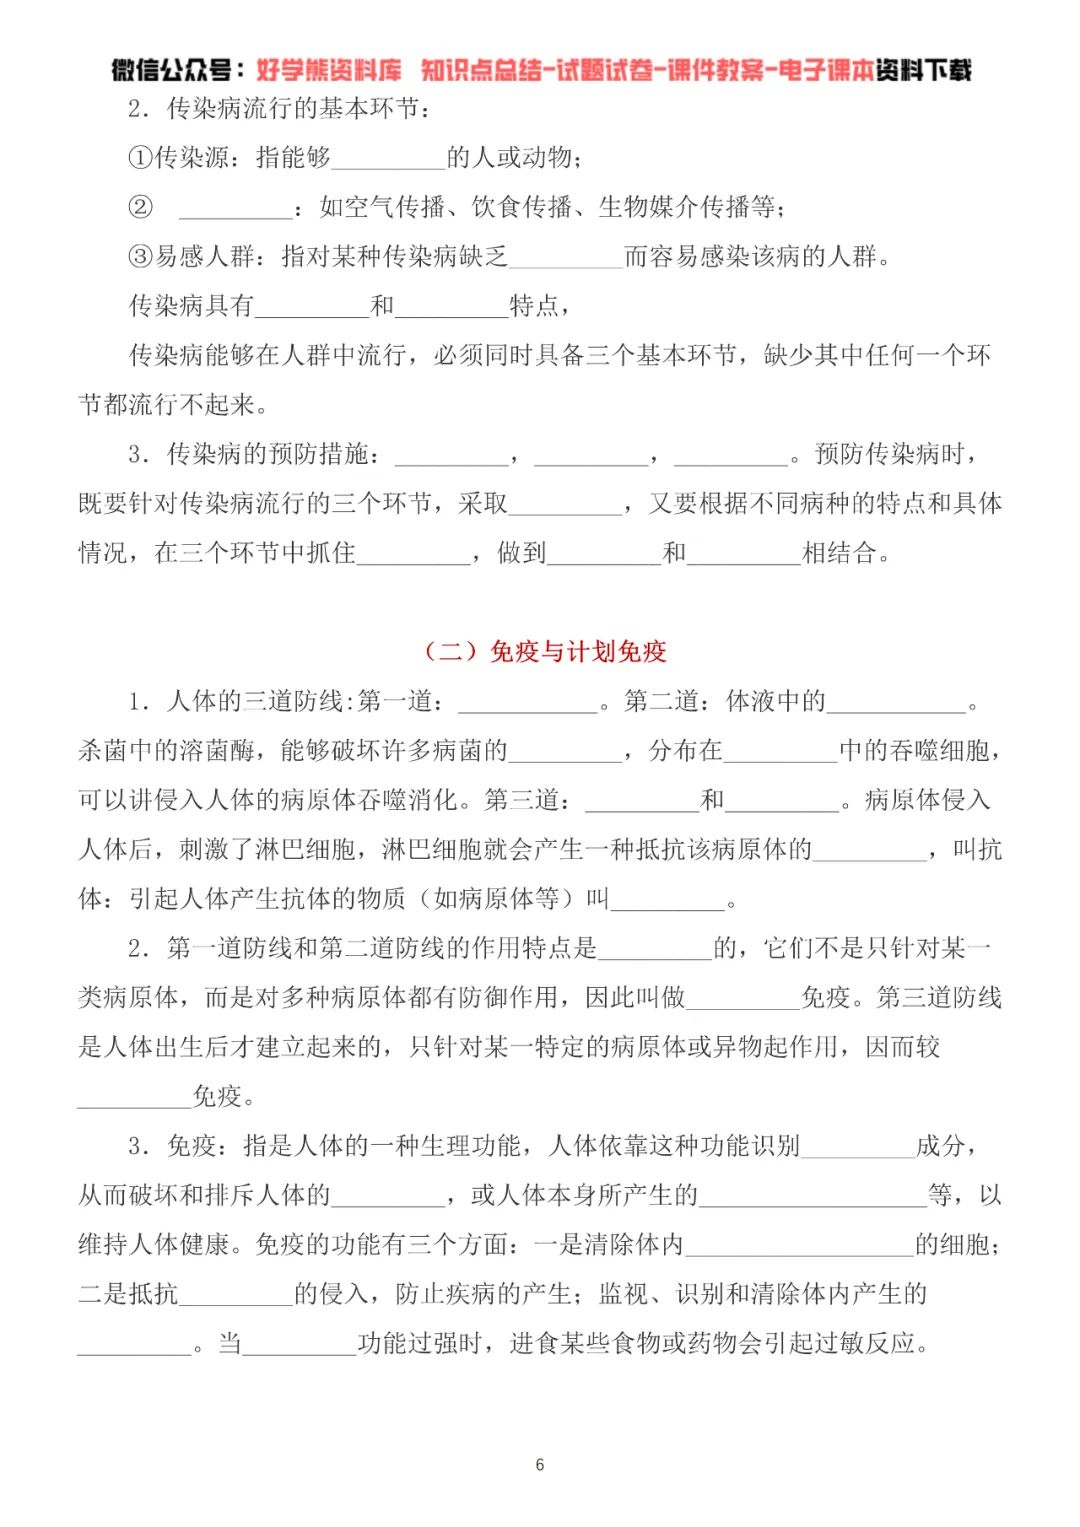 微信公众号：好学熊资料库 知识点总结-试题试卷-课件教案-电子课本资料下载
2．传染病流行的基本环节：
①传染源：指能够_________的人或动物；
② _________：如空气传播、饮食传播、生物媒介传播等；
③易感人群：指对某种传染病缺乏_________而容易感染该病的人群。
传染病具有_________和_________特点，
传染病能够在人群中流行，必须同时具备三个基本环节，缺少其中任何一个环
节都流行不起来。
3．传染病的预防措施：_________，_________，_________。预防传染病时，
既要针对传染病流行的三个环节，采取_________，又要根据不同病种的特点和具体
情况，在三个环节中抓住_________，做到_________和_________相结合。
（二）免疫与计划免疫
1．人体的三道防线:第一道：___________。第二道：体液中的___________。
杀菌中的溶菌酶，能够破坏许多病菌的_________，分布在_________中的吞噬细胞，
可以讲侵入人体的病原体吞噬消化。第三道：_________和_________。病原体侵入
人体后，刺激了淋巴细胞，淋巴细胞就会产生一种抵抗该病原体的_________，叫抗
体：引起人体产生抗体的物质（如病原体等）叫_________。
2．第一道防线和第二道防线的作用特点是_________的，它们不是只针对某一
类病原体，而是对多种病原体都有防御作用，因此叫做_________免疫。第三道防线
是人体出生后才建立起来的，只针对某一特定的病原体或异物起作用，因而较
_________免疫。
3．免疫：指是人体的一种生理功能，人体依靠这种功能识别_________成分，
从而破坏和排斥人体的_________，或人体本身所产生的__________________等，以
维持人体健康。免疫的功能有三个方面：一是清除体内__________________的细胞；
二是抵抗_________的侵入，防止疾病的产生；监视、识别和清除体内产生的
_________。当_________功能过强时，进食某些食物或药物会引起过敏反应。
6